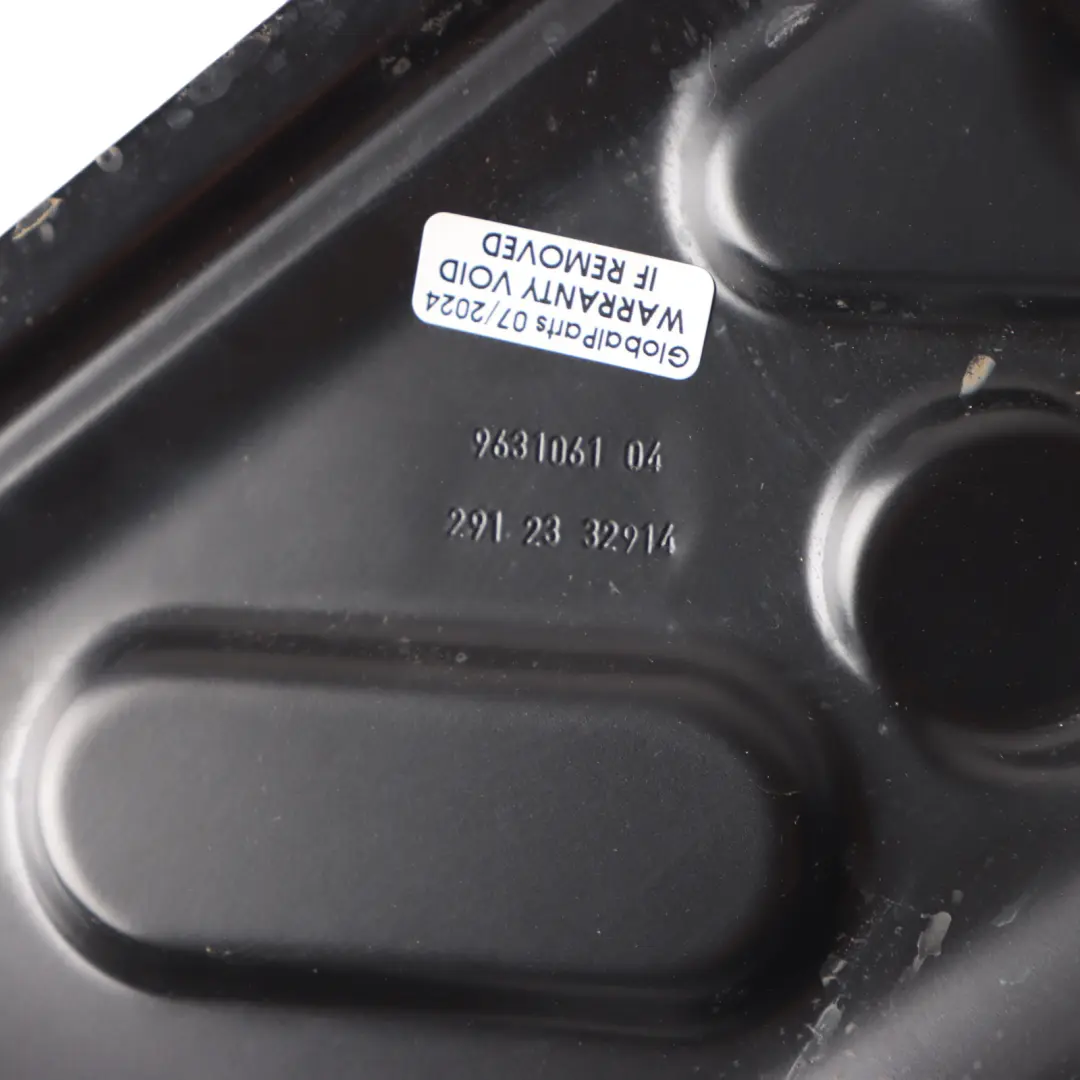 GlobalParts 07/2024
WARRANTY VOID
IF REMOVED
9631061 04
291 23 32914